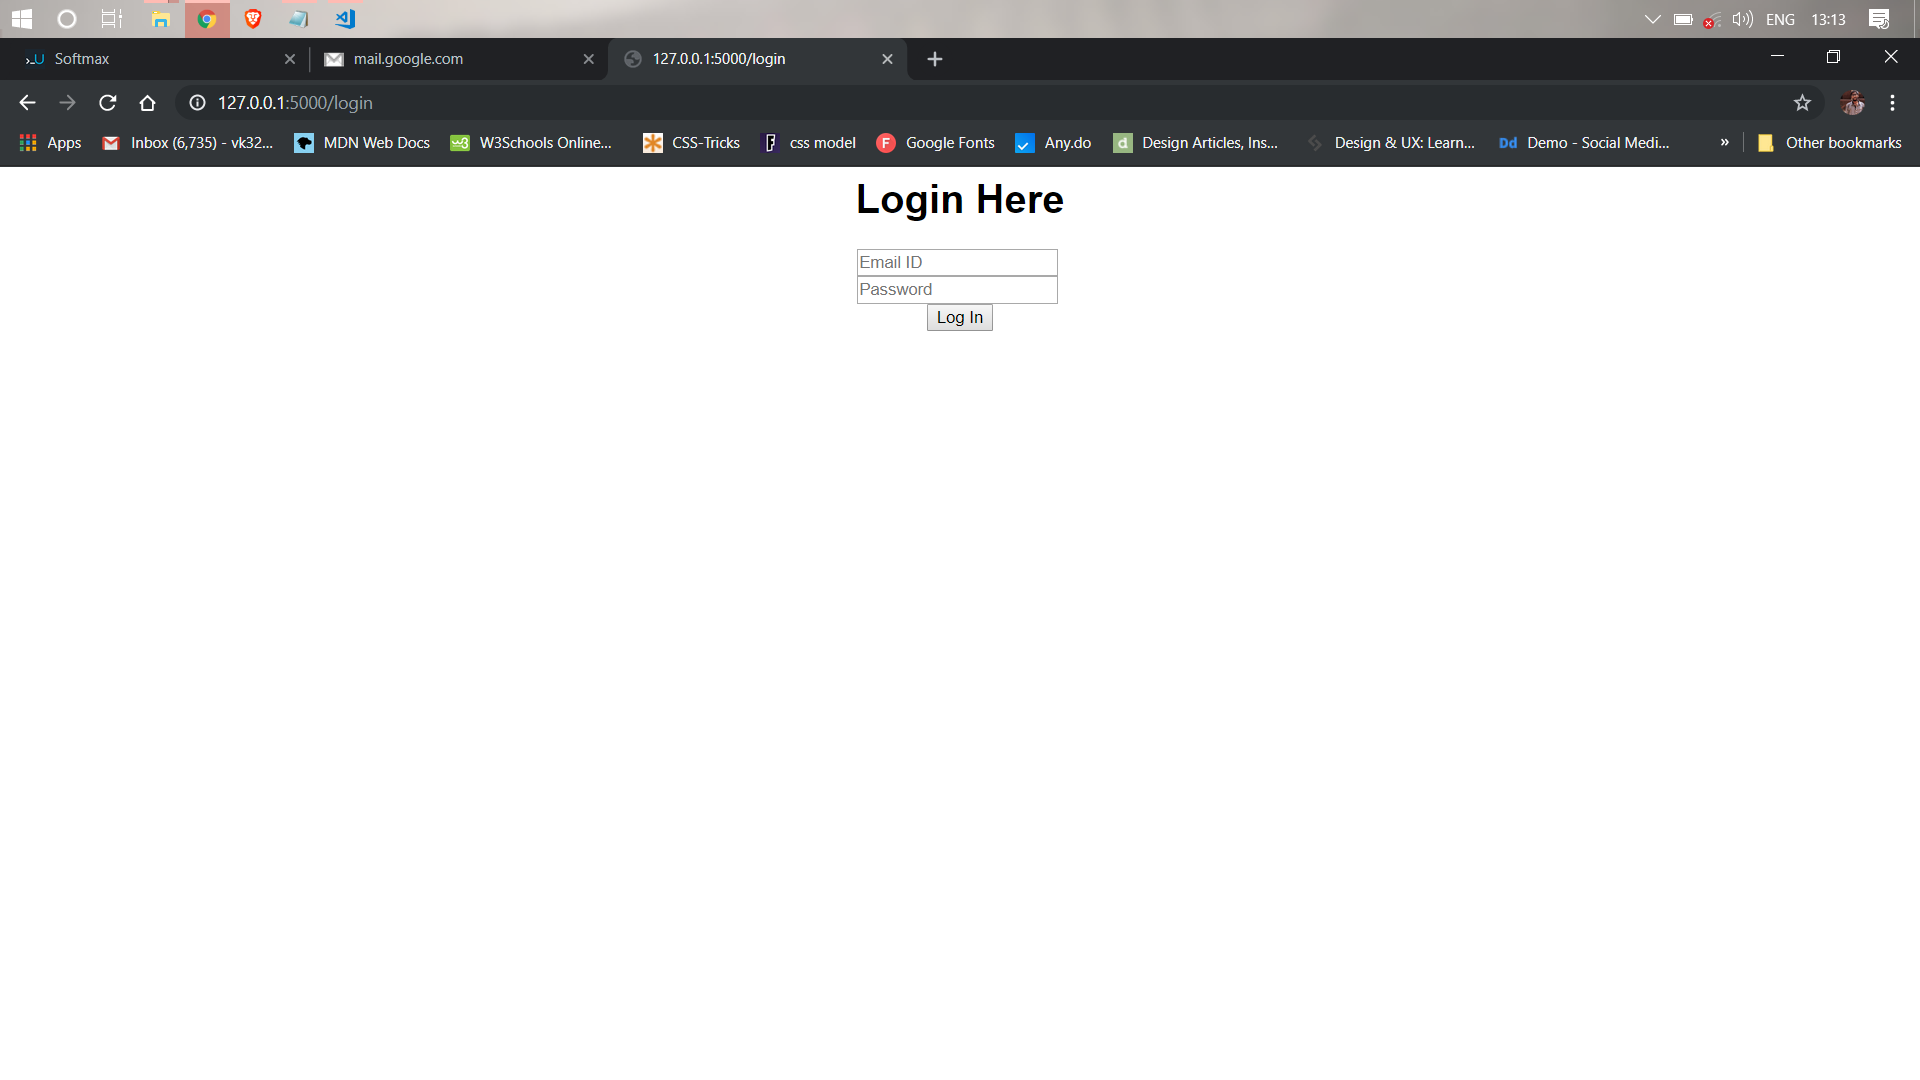 ENG 13:13
Softmax mail.google.com 127.0.0.1:5000/login
127.0.0.1:5000/login
Apps Inbox (6,735) - vk32... MDN Web Docs W3Schools Online... CSS-Tricks css model Google Fonts Any.do Design Articles, Ins... Design & UX: Learn... Dd Demo - Social Medi... » Other bookmarks
Login Here
Email ID
Password
Log In